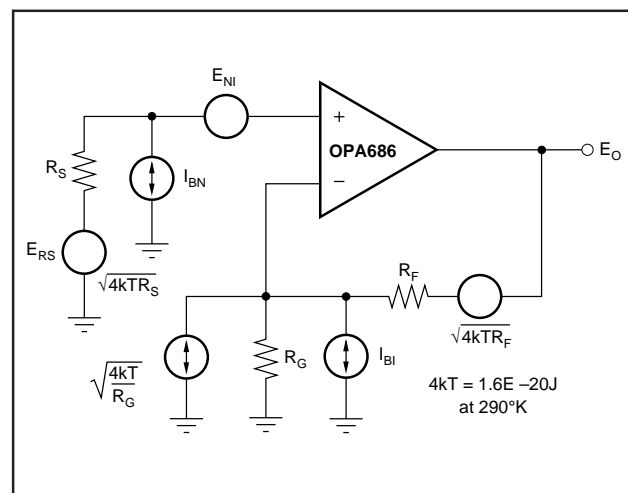 E_NI
+
OPA686
−
E_O
R_S
I_BN
E_RS
√4kTR_S
R_F
√4kTR_F
√4kT/R_G
R_G
I_BI
4kT = 1.6E –20J
at 290°K